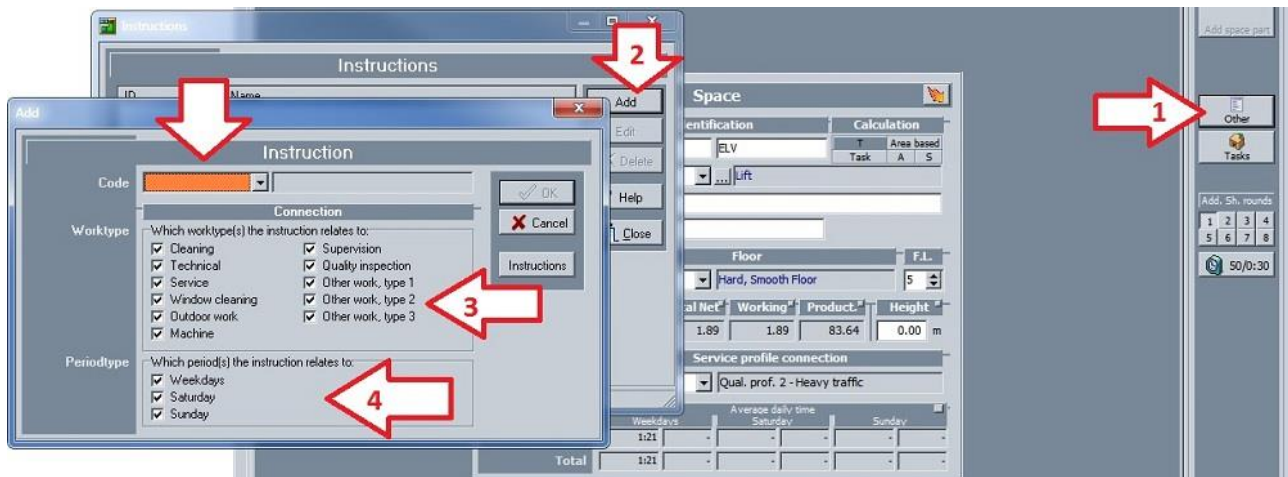 Instructions
2
Add space part
Instructions
1
Other
Tasks
ID Name
Add
Edit
Delete
Help
Close
Space
Identification Calculation
ELV
T Area based
Task A S
... Lift
Add
Instruction
Code
OK
Cancel
Instructions
Connection
Worktype
Which worktype(s) the instruction relates to:
Cleaning Supervision
Technical Quality inspection
Service Other work, type 1
Window cleaning Other work, type 2
Outdoor work Other work, type 3
Machine
3
Periodtype
Which period(s) the instruction relates to:
Weekdays
Saturday
Sunday
4
Add. Sh. rounds
1 2 3 4
5 6 7 8
50/0:30
Floor F.L.
Hard, Smooth Floor 5
Net Working Product. Height
1.89 1.89 83.64 0.00 m
Service profile connection
Qual. prof. 2 - Heavy traffic
Average daily time
Weekdays Saturday Sunday
1:21 - - - - -
Total 1:21 - - - - -